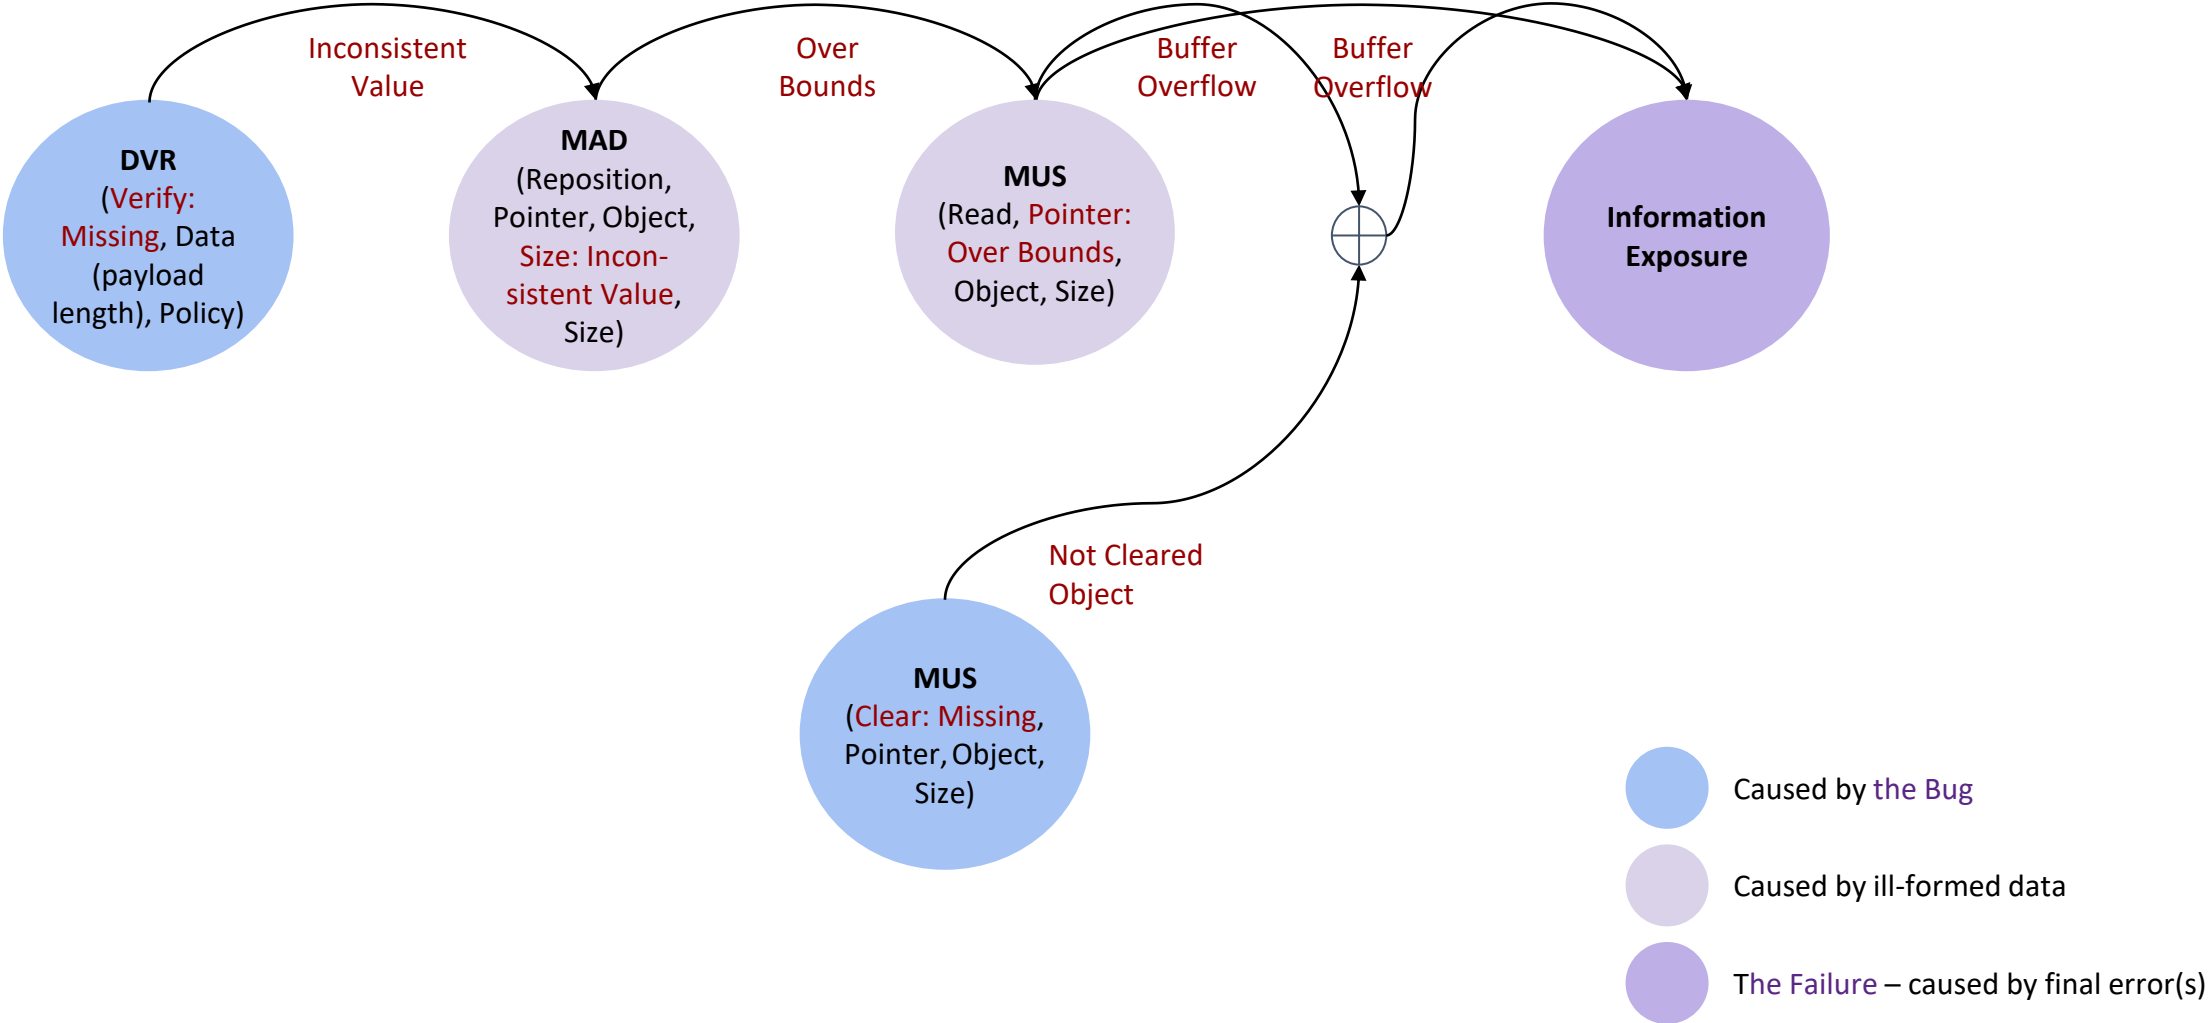 Inconsistent
Value
Over
Bounds
Buffer
Overflow
Buffer
Overflow
DVR
(Verify:
Missing, Data
(payload
length), Policy)
MAD
(Reposition,
Pointer, Object,
Size: Incon-
sistent Value,
Size)
MUS
(Read, Pointer:
Over Bounds,
Object, Size)
Information
Exposure
Not Cleared
Object
MUS
(Clear: Missing,
Pointer, Object,
Size)
Caused by the Bug
Caused by ill-formed data
The Failure – caused by final error(s)